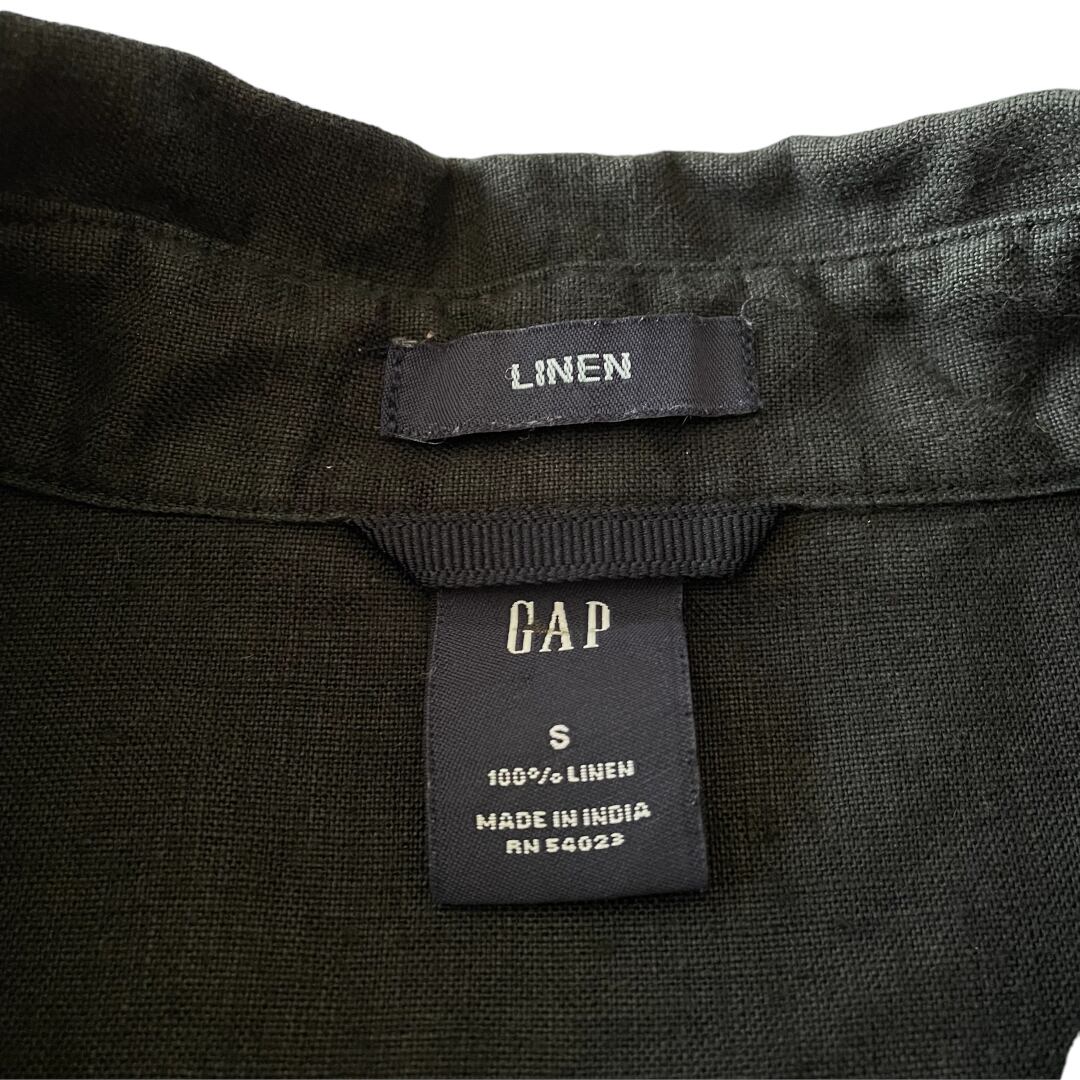 LINEN
GAP
S
100% LINEN
MADE IN INDIA
RN 54023